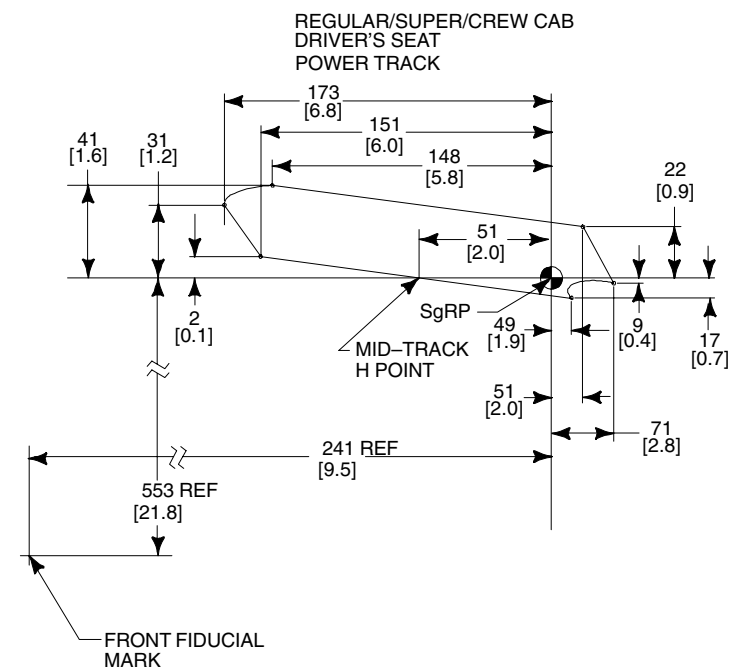 REGULAR/SUPER/CREW CAB
DRIVER'S SEAT
POWER TRACK
173
[6.8]
41
[1.6]
31
[1.2]
151
[6.0]
148
[5.8]
22
[0.9]
51
[2.0]
SgRP
2
[0.1]
49
[1.9]
9
[0.4]
17
[0.7]
MID–TRACK
H POINT
51
[2.0]
71
[2.8]
241 REF
[9.5]
553 REF
[21.8]
FRONT FIDUCIAL
MARK